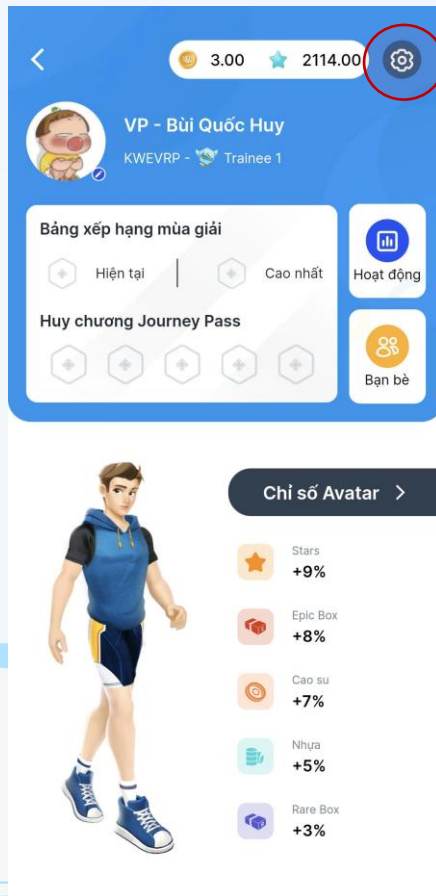 3.00 2114.00
VP - Bùi Quốc Huy
KWEVRP - Trainee 1
Bảng xếp hạng mùa giải
Hiện tại Cao nhất
Hoạt động
Huy chương Journey Pass
Bạn bè
Chỉ số Avatar
Stars
+9%
Epic Box
+8%
Cao su
+7%
Nhựa
+5%
Rare Box
+3%